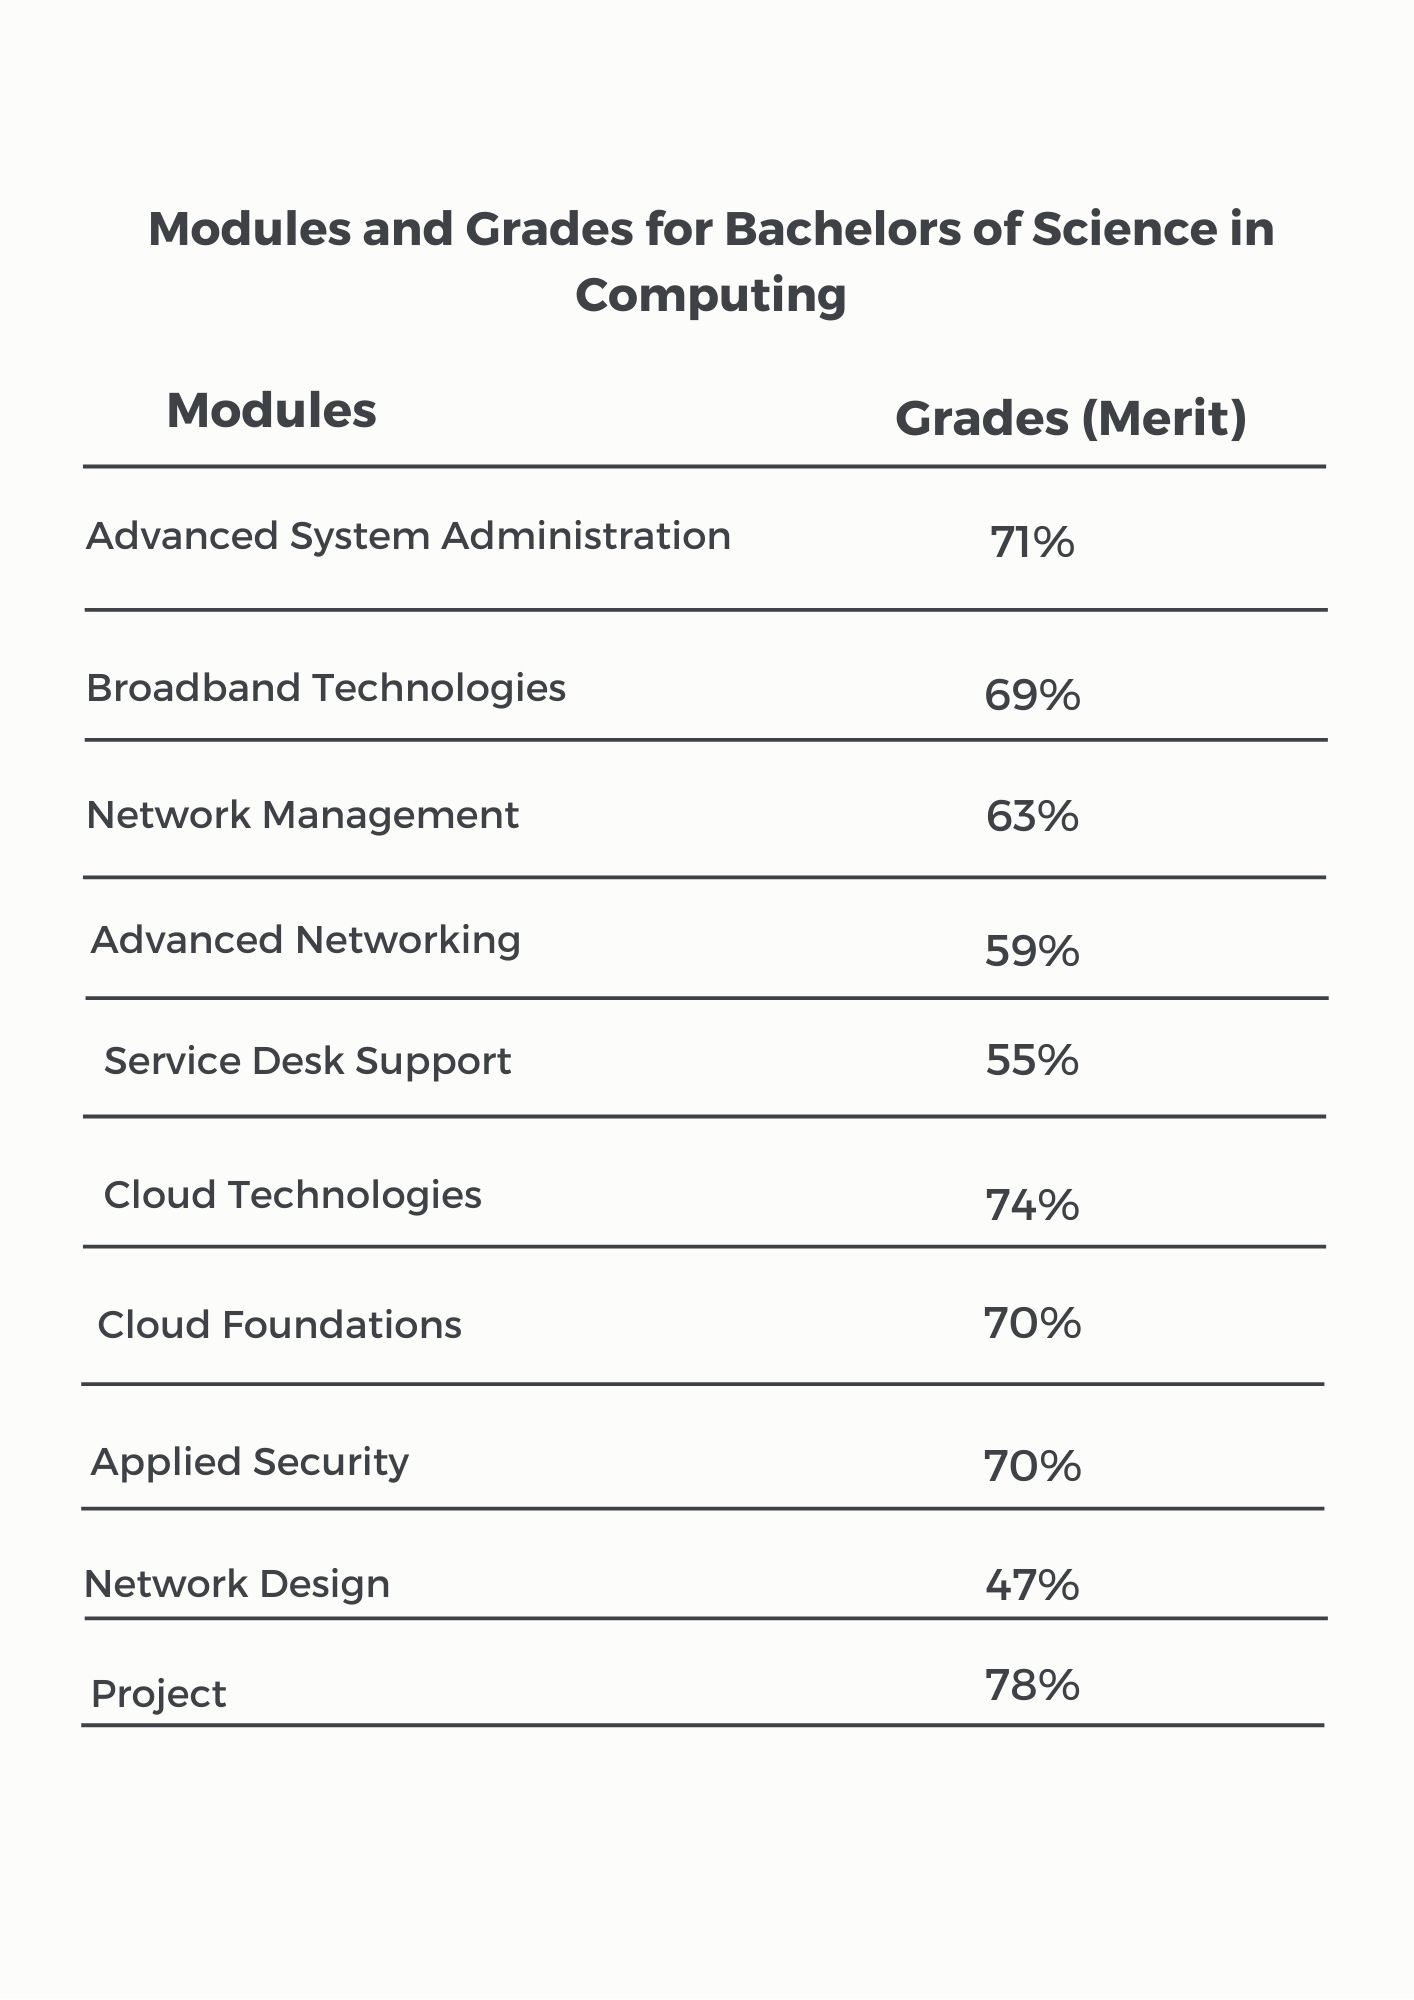 Modules and Grades for Bachelors of Science in
Computing
Modules Grades (Merit)
Advanced System Administration 71%
Broadband Technologies 69%
Network Management 63%
Advanced Networking 59%
Service Desk Support 55%
Cloud Technologies 74%
Cloud Foundations 70%
Applied Security 70%
Network Design 47%
Project 78%